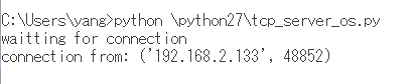 C:\Users\yang>python \python27\tcp_server_os.py
waitting for connection
connection from: ('192.168.2.133', 48852)